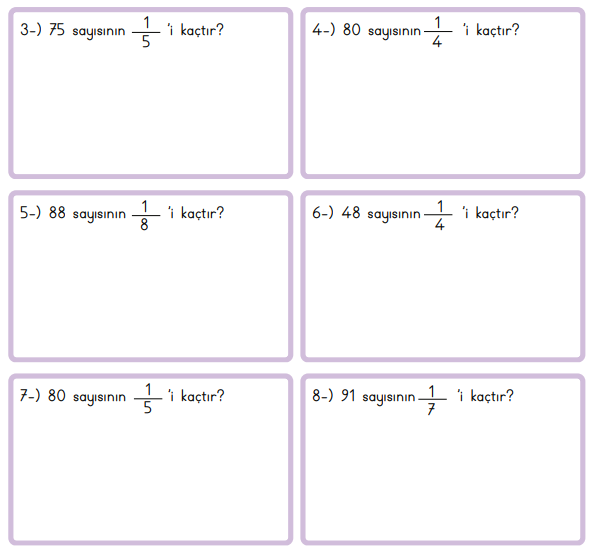 3-) 75 sayısının 1/5 'i kaçtır?
4-) 80 sayısının 1/4 'i kaçtır?
5-) 88 sayısının 1/8 'i kaçtır?
6-) 48 sayısının 1/4 'i kaçtır?
7-) 80 sayısının 1/5 'i kaçtır?
8-) 91 sayısının 1/7 'i kaçtır?